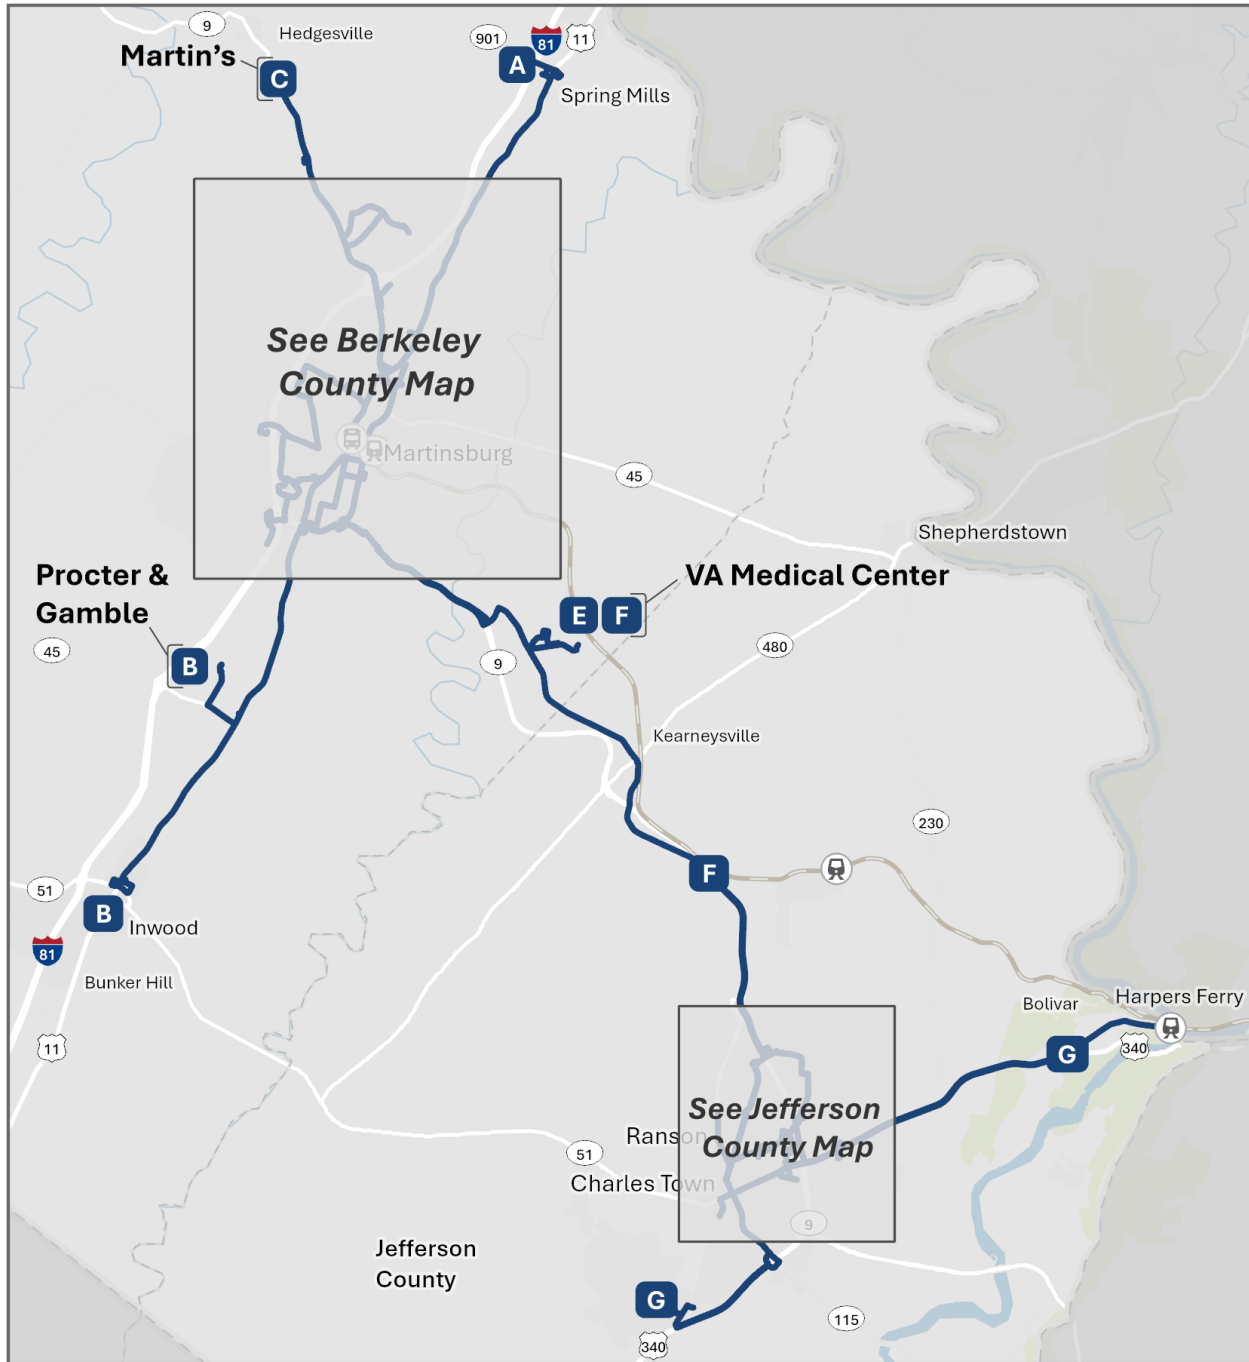 9
Hedgesville
901
81
11
Martin's
C
A
Spring Mills
See Berkeley
County Map
Martinsburg
45
Shepherdstown
Procter &
Gamble
E
F
VA Medical Center
45
B
9
480
Kearneysville
230
F
51
B
Inwood
81
Bunker Hill
11
Bolivar
Harpers Ferry
G
340
See Jefferson
County Map
Ranson
51
Charles Town
9
Jefferson
County
G
340
115